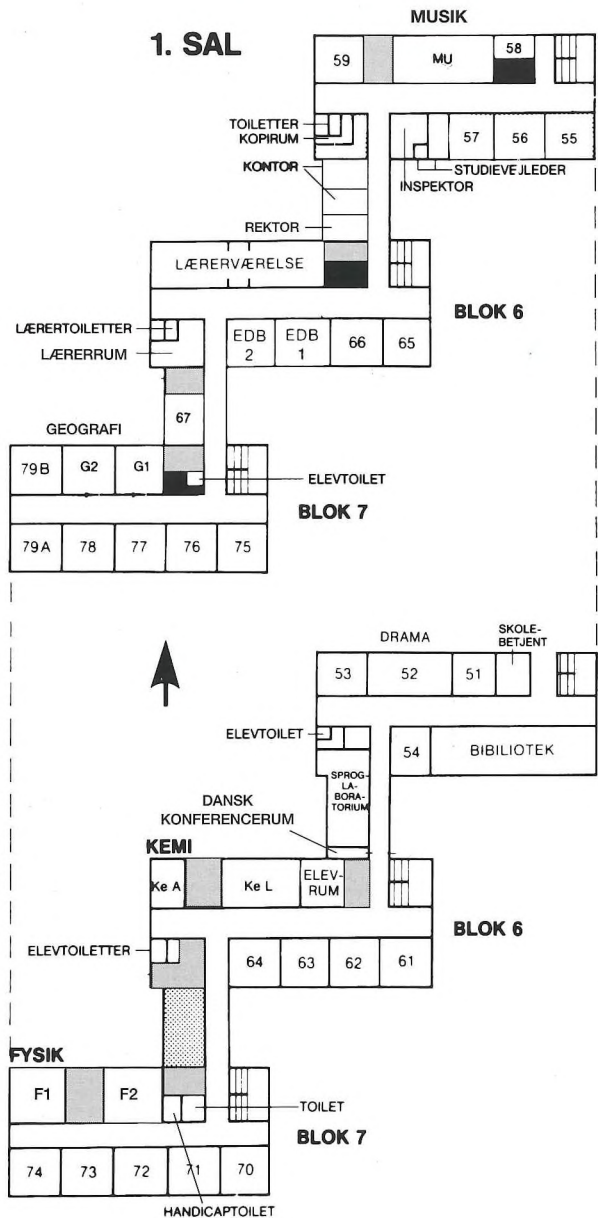 MUSIK
1. SAL
59
MU
58
TOILETTER
KOPIRUM
57
56
55
KONTOR
STUDIEVEJLEDER
INSPEKTOR
REKTOR
LÆRERVÆRELSE
BLOK 6
LÆRERTOILETTER
LÆRERRUM
EDB 2
EDB 1
66
65
67
GEOGRAFI
79B
G2
G1
ELEVTOILET
BLOK 7
79A
78
77
76
75
DRAMA
SKOLE-
BETJENT
53
52
51
ELEVTOILET
54
BIBILIOTEK
SPROG-
LA-
BORA-
TORIUM
DANSK
KONFERENCERUM
KEMI
Ke A
Ke L
ELEV-
RUM
BLOK 6
ELEVTOILETTER
64
63
62
61
FYSIK
F1
F2
TOILET
BLOK 7
74
73
72
71
70
HANDICAPTOILET